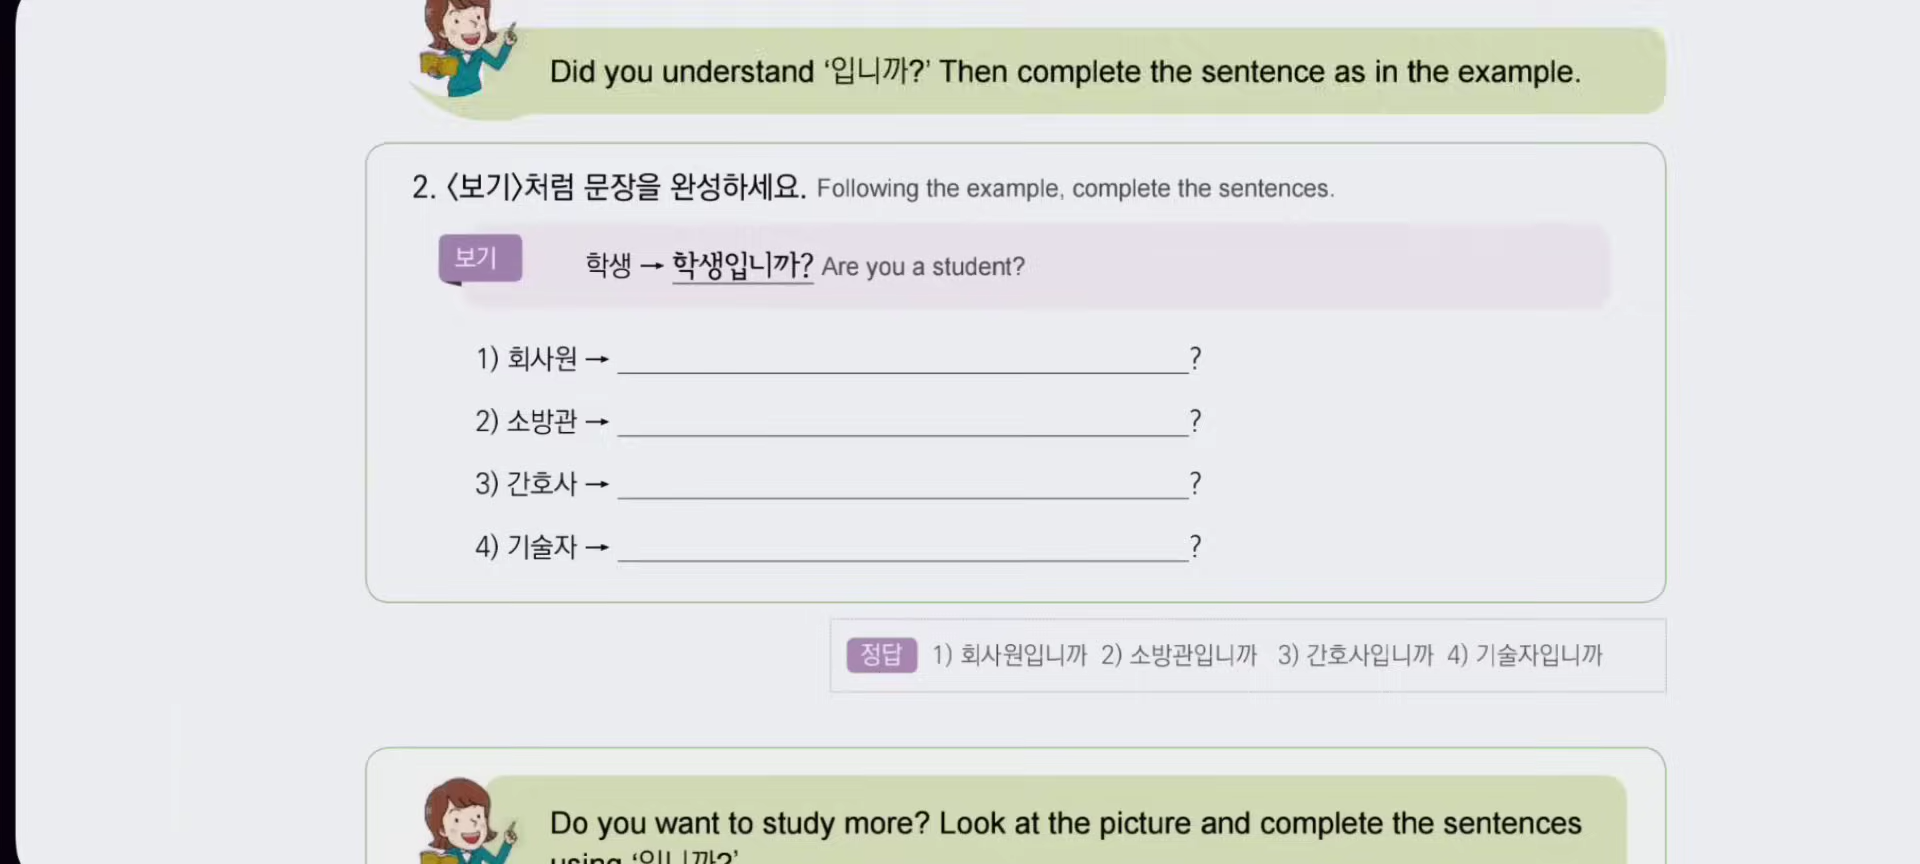 Did you understand ‘입니까?’ Then complete the sentence as in the example.
2. 〈보기〉처럼 문장을 완성하세요. Following the example, complete the sentences.
보기 학생 → 학생입니까? Are you a student?
1) 회사원 → ?
2) 소방관 → ?
3) 간호사 → ?
4) 기술자 → ?
정답 1) 회사원입니까 2) 소방관입니까 3) 간호사입니까 4) 기술자입니까
Do you want to study more? Look at the picture and complete the sentences
using ‘입니까?’